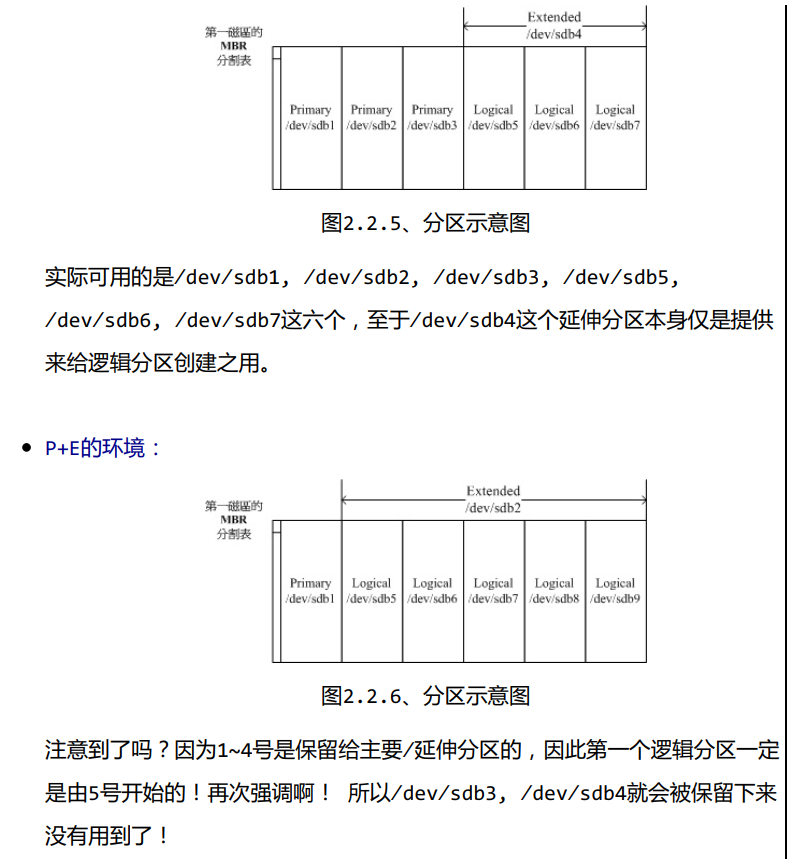 Extended
/dev/sdb4
第一磁區的
MBR
分割表
Primary Primary Primary Logical Logical Logical
/dev/sdb1 /dev/sdb2 /dev/sdb3 /dev/sdb5 /dev/sdb6 /dev/sdb7
图2.2.5、分区示意图
实际可用的是/dev/sdb1, /dev/sdb2, /dev/sdb3, /dev/sdb5,
/dev/sdb6, /dev/sdb7这六个，至于/dev/sdb4这个延伸分区本身仅是提供
来给逻辑分区创建之用。
• P+E的环境：
Extended
/dev/sdb2
第一磁區的
MBR
分割表
Primary Logical Logical Logical Logical Logical
/dev/sdb1 /dev/sdb5 /dev/sdb6 /dev/sdb7 /dev/sdb8 /dev/sdb9
图2.2.6、分区示意图
注意到了吗？因为1~4号是保留给主要/延伸分区的，因此第一个逻辑分区一定
是由5号开始的！再次强调啊！ 所以/dev/sdb3, /dev/sdb4就会被保留下来
没有用到了！